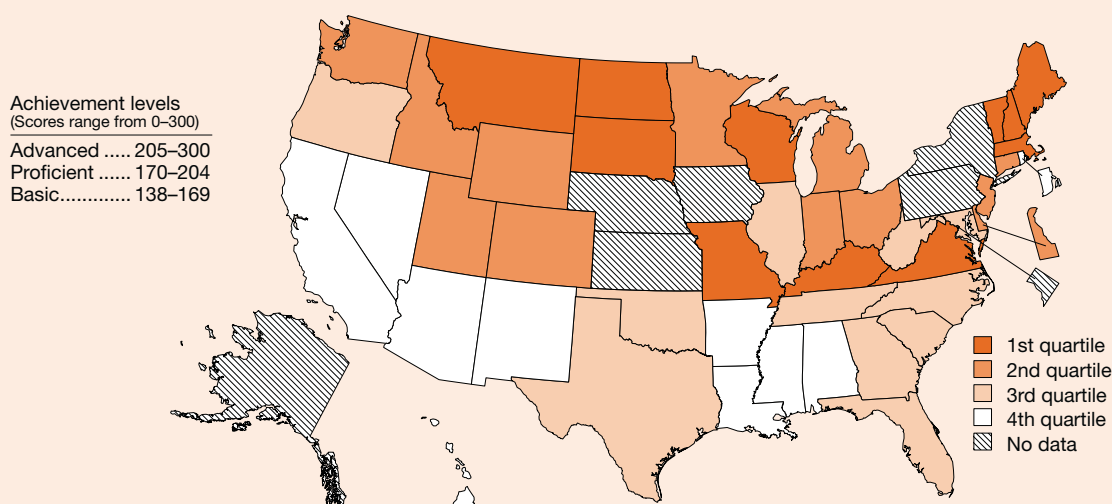 Achievement levels
(Scores range from 0–300)
Advanced ..... 205–300
Proficient ...... 170–204
Basic............. 138–169
1st quartile
2nd quartile
3rd quartile
4th quartile
No data